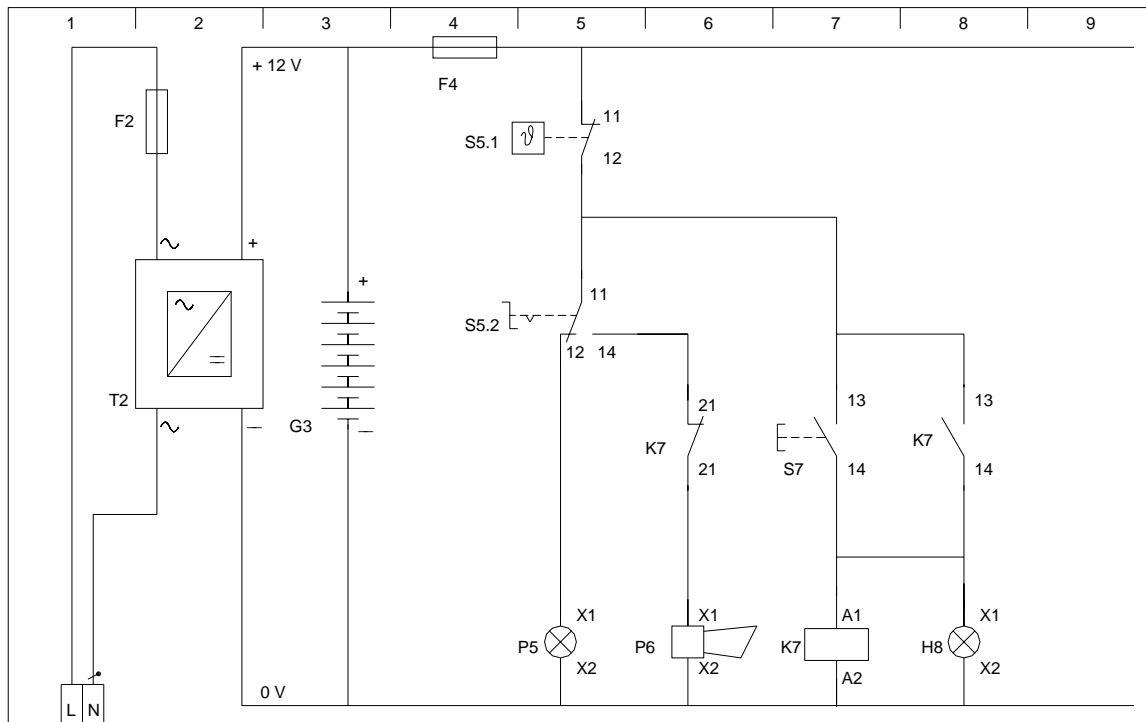 1 2 3 4 5 6 7 8 9
+ 12 V
F4
F2
S5.1
ϑ
11
12
+
+
11
S5.2
12 14
T2
–
G3
–
21
13
13
K7
S7
K7
21
14
14
X1
X1
A1
X1
P5
P6
K7
H8
X2
X2
A2
X2
0 V
L N